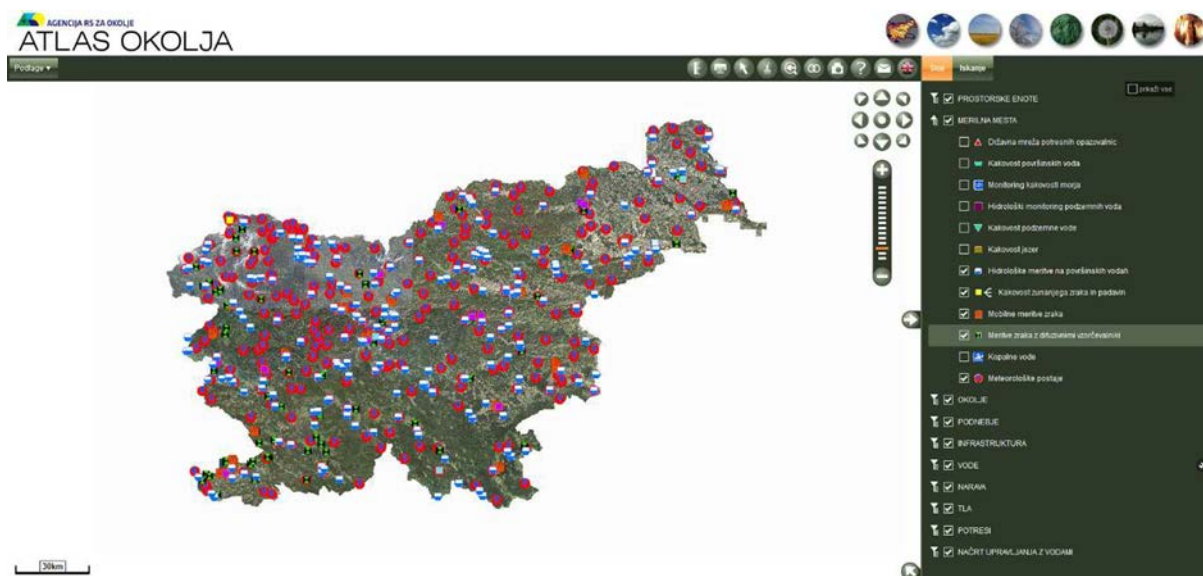 AGENCIJA RS ZA OKOLJE
ATLAS OKOLJA
Podlage
Sloji Iskanje
prikaži vse
PROSTORSKE ENOTE
MERILNA MESTA
Državna mreža potresnih opazovalnic
Kakovost površinskih voda
Monitoring kakovosti morja
Hidrološki monitoring podzemnih voda
Kakovost podzemne vode
Kakovost jezer
Hidrološke meritve na površinskih vodah
Kakovost zunanjega zraka in padavin
Mobilne meritve zraka
Meritve zraka z difuzivnimi vzorčevalniki
Kopalne vode
Meteorološke postaje
OKOLJE
PODNEBJE
INFRASTRUKTURA
VODE
NARAVA
TLA
POTRESI
NAČRT UPRAVLJANJA Z VODAMI
30km